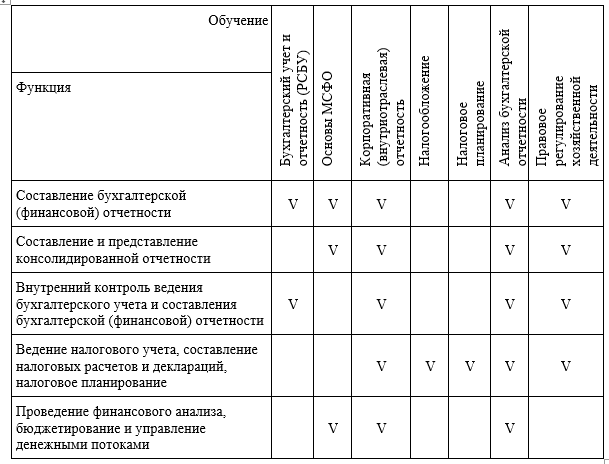 Обучение
Функция
Бухгалтерский учет и
отчетность (РСБУ)
Основы МСФО
Корпоративная
(внутриотраслевая)
отчетность
Налогообложение
Налоговое
планирование
Анализ бухгалтерской
отчетности
Правовое
регулирование
хозяйственной
деятельности
Составление бухгалтерской
(финансовой) отчетности
V V V V V
Составление и представление
консолидированной отчетности
V V V V
Внутренний контроль ведения
бухгалтерского учета и составления
бухгалтерской (финансовой) отчетности
V V V V
Ведение налогового учета, составление
налоговых расчетов и деклараций,
налоговое планирование
V V V V V
Проведение финансового анализа,
бюджетирование и управление
денежными потоками
V V V